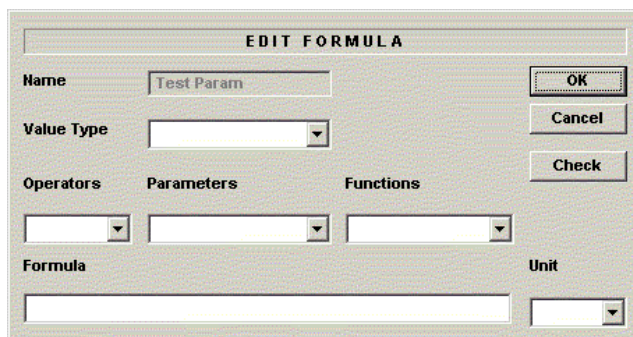 EDIT FORMULA
Name Test Param OK
Cancel
Value Type
Check
Operators Parameters Functions
Formula Unit